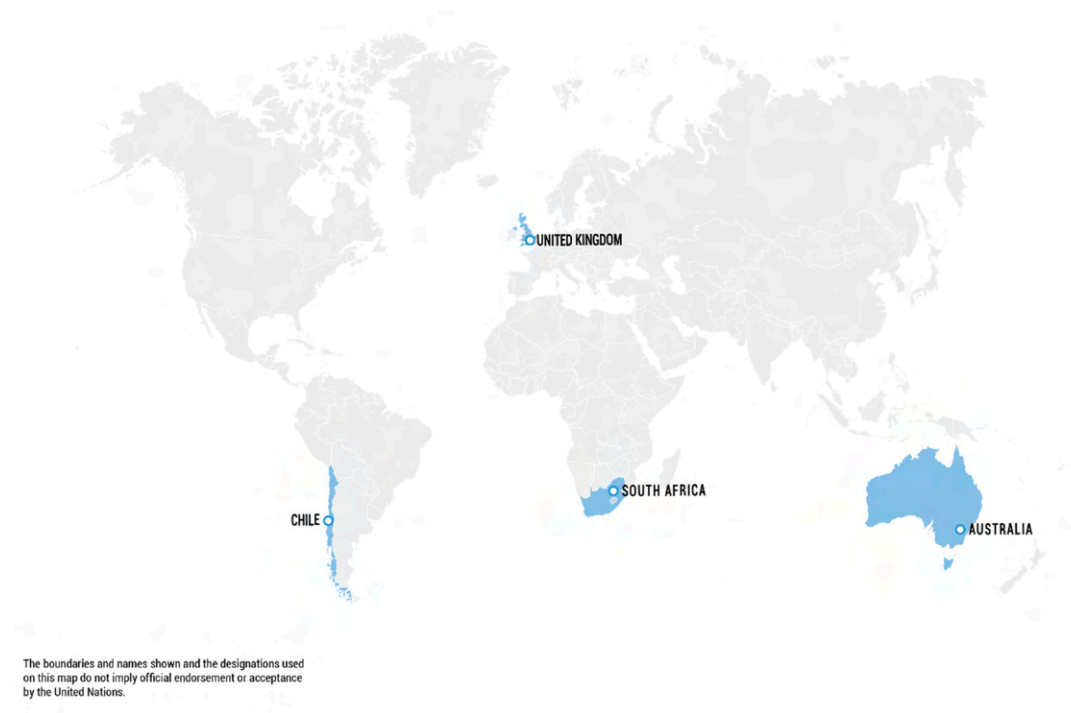 UNITED KINGDOM
SOUTH AFRICA
CHILE
AUSTRALIA
The boundaries and names shown and the designations used
on this map do not imply official endorsement or acceptance
by the United Nations.